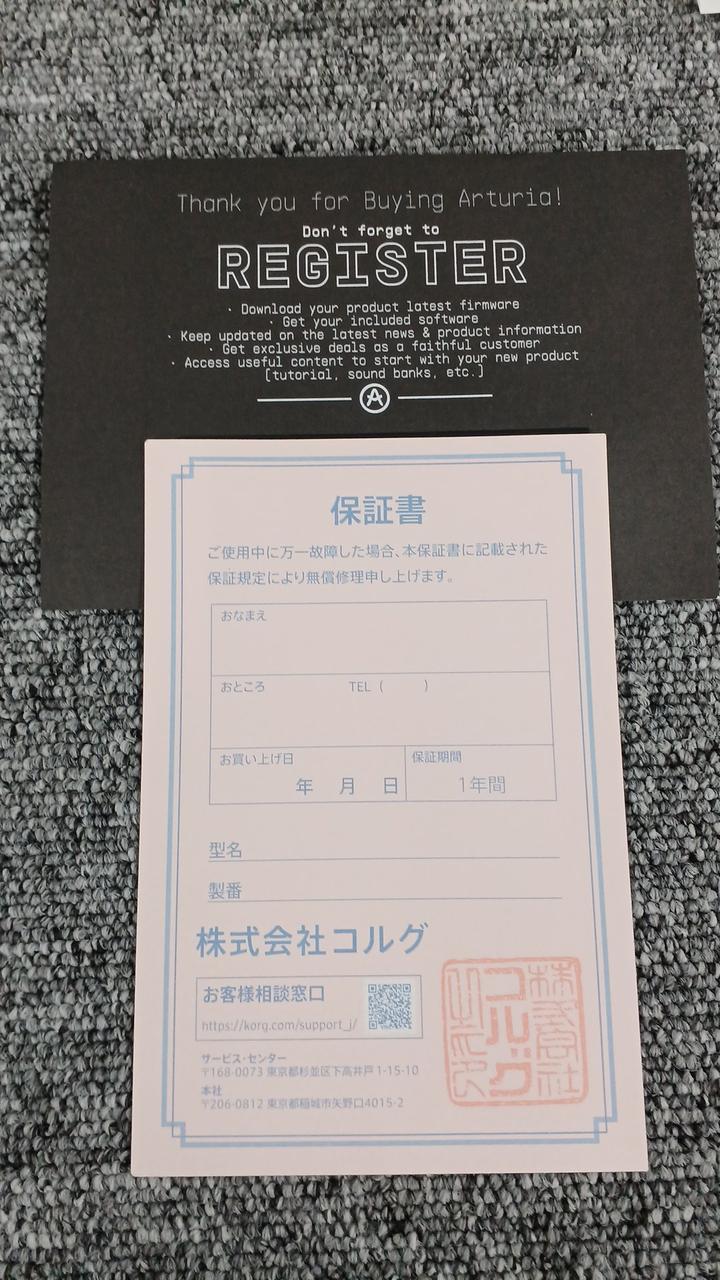 Thank you for Buying Arturia!
Don't forget to
REGISTER
· Download your product latest firmware
· Get your included software
· Keep updated on the latest news & product information
· Get exclusive deals as a faithful customer
· Access useful content to start with your new product
[tutorial, sound banks, etc.]
保証書
ご使用中に万一故障した場合、本保証書に記載された
保証規定により無償修理申し上げます。
おなまえ
おところ TEL ( )
お買い上げ日 保証期間
年 月 日 1年間
型名
製番
株式会社コルグ
お客様相談窓口
https://korg.com/support_j/
サービス・センター
〒168-0073 東京都杉並区下高井戸1-15-10
本社
〒206-0812 東京都稲城市矢野口4015-2
株式会社
コルグ